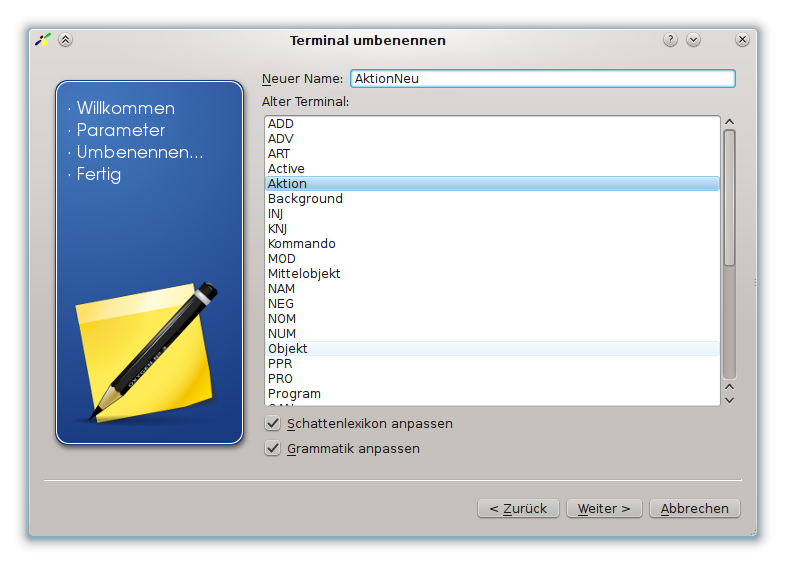 Terminal umbenennen
· Willkommen
· Parameter
· Umbenennen...
· Fertig
Neuer Name: AktionNeu
Alter Terminal:
ADD
ADV
ART
Active
Aktion
Background
INJ
KNJ
Kommando
MOD
Mittelobjekt
NAM
NEG
NOM
NUM
Objekt
PPR
PRO
Program
Schattenlexikon anpassen
Grammatik anpassen
< Zurück Weiter > Abbrechen